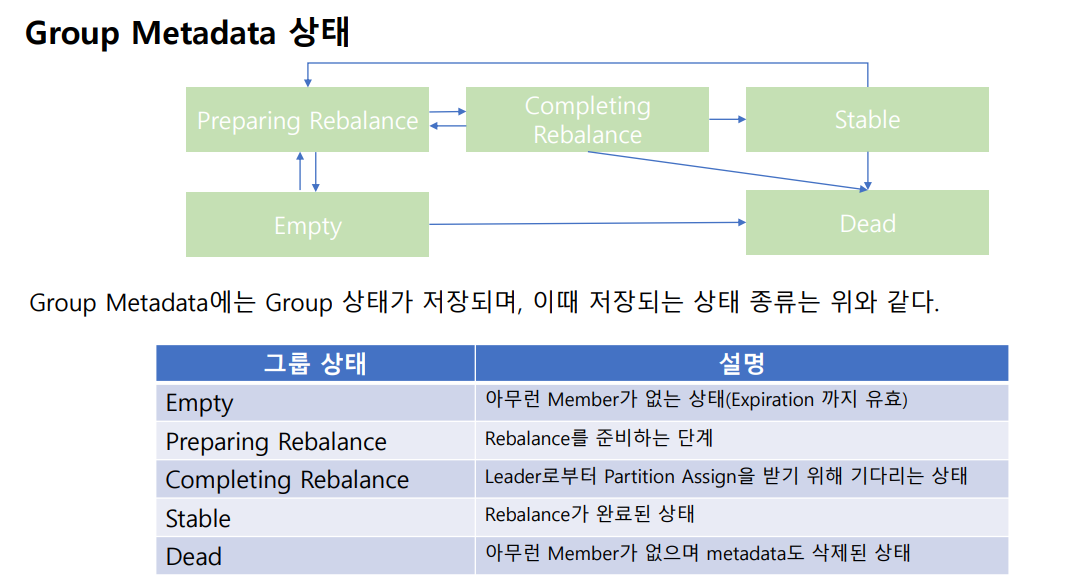 Group Metadata 상태
Preparing Rebalance
Completing
Rebalance
Stable
Empty
Dead
Group Metadata에는 Group 상태가 저장되며, 이때 저장되는 상태 종류는 위와 같다.
그룹 상태 설명
Empty 아무런 Member가 없는 상태(Expiration 까지 유효)
Preparing Rebalance Rebalance를 준비하는 단계
Completing Rebalance Leader로부터 Partition Assign을 받기 위해 기다리는 상태
Stable Rebalance가 완료된 상태
Dead 아무런 Member가 없으며 metadata도 삭제된 상태